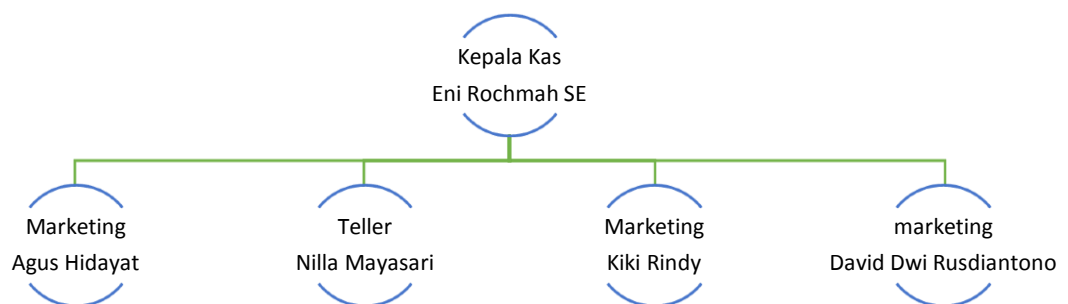 Kepala Kas
Eni Rochmah SE
Marketing
Agus Hidayat
Teller
Nilla Mayasari
Marketing
Kiki Rindy
marketing
David Dwi Rusdiantono